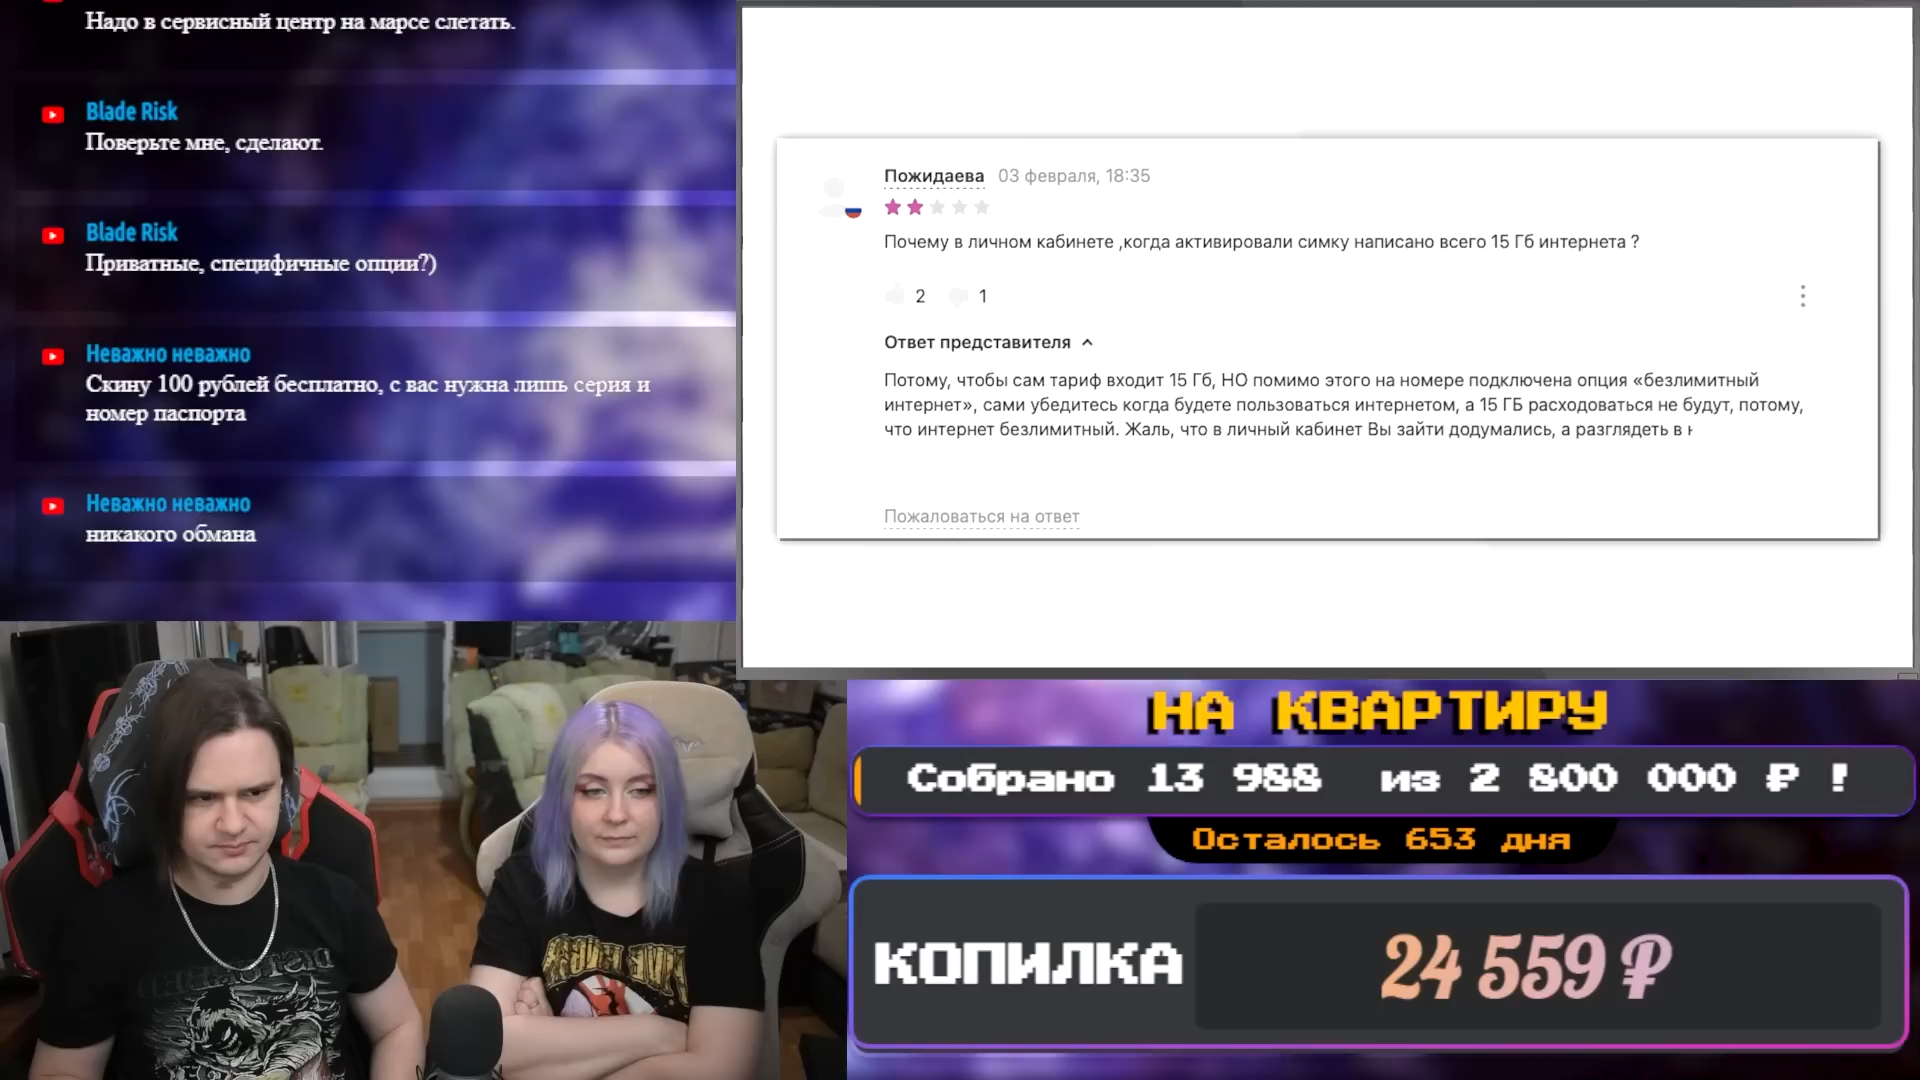 Надо в сервисный центр на марсе слетать.
Blade Risk
Поверьте мне, сделают.
Blade Risk
Приватные, специфичные опции?)
Неважно неважно
Скину 100 рублей бесплатно, с вас нужна лишь серия и
номер паспорта
Неважно неважно
никакого обмана
Пожидаева 03 февраля, 18:35
Почему в личном кабинете ,когда активировали симку написано всего 15 Гб интернета ?
2 1
Ответ представителя
Потому, чтобы сам тариф входит 15 Гб, НО помимо этого на номере подключена опция «безлимитный
интернет», сами убедитесь когда будете пользоваться интернетом, а 15 ГБ расходоваться не будут, потому,
что интернет безлимитный. Жаль, что в личный кабинет Вы зайти додумались, а разглядеть в
Пожаловаться на ответ
НА КВАРТИРУ
Собрано 13 988 из 2 800 000 ₽ !
Осталось 653 дня
КОПИЛКА
24 559 ₽